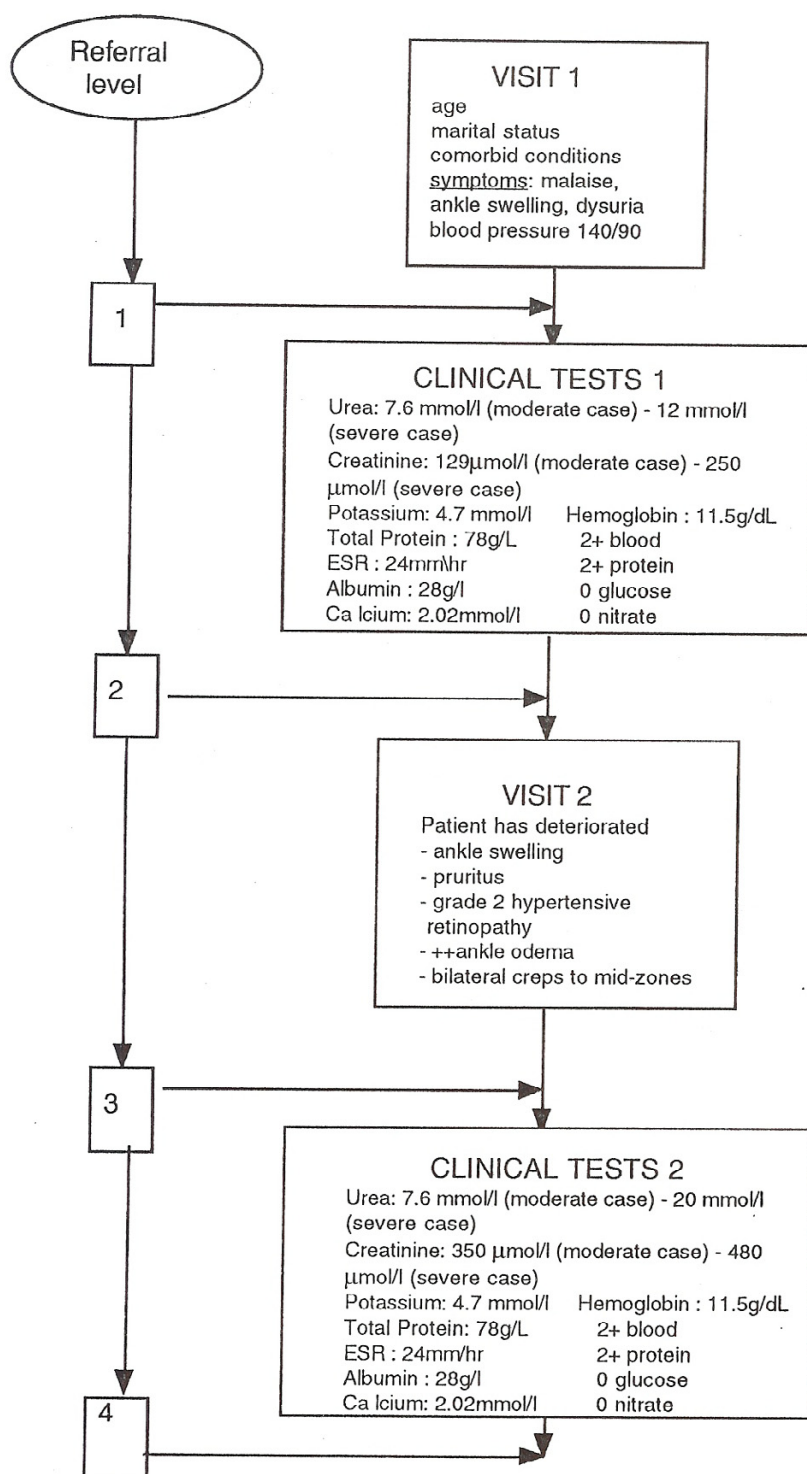 Referral
level
VISIT 1
age
marital status
comorbid conditions
symptoms: malaise,
ankle swelling, dysuria
blood pressure 140/90
1
CLINICAL TESTS 1
Urea: 7.6 mmol/l (moderate case) - 12 mmol/l
(severe case)
Creatinine: 129μmol/l (moderate case) - 250
μmol/l (severe case)
Potassium: 4.7 mmol/l Hemoglobin : 11.5g/dL
Total Protein : 78g/L 2+ blood
ESR : 24mm\hr 2+ protein
Albumin : 28g/l 0 glucose
Ca lcium: 2.02mmol/l 0 nitrate
2
VISIT 2
Patient has deteriorated
- ankle swelling
- pruritus
- grade 2 hypertensive
retinopathy
- ++ankle odema
- bilateral creps to mid-zones
3
CLINICAL TESTS 2
Urea: 7.6 mmol/l (moderate case) - 20 mmol/l
(severe case)
Creatinine: 350 μmol/l (moderate case) - 480
μmol/l (severe case)
Potassium: 4.7 mmol/l Hemoglobin : 11.5g/dL
Total Protein: 78g/L 2+ blood
ESR : 24mm/hr 2+ protein
Albumin : 28g/l 0 glucose
Ca lcium: 2.02mmol/l 0 nitrate
4